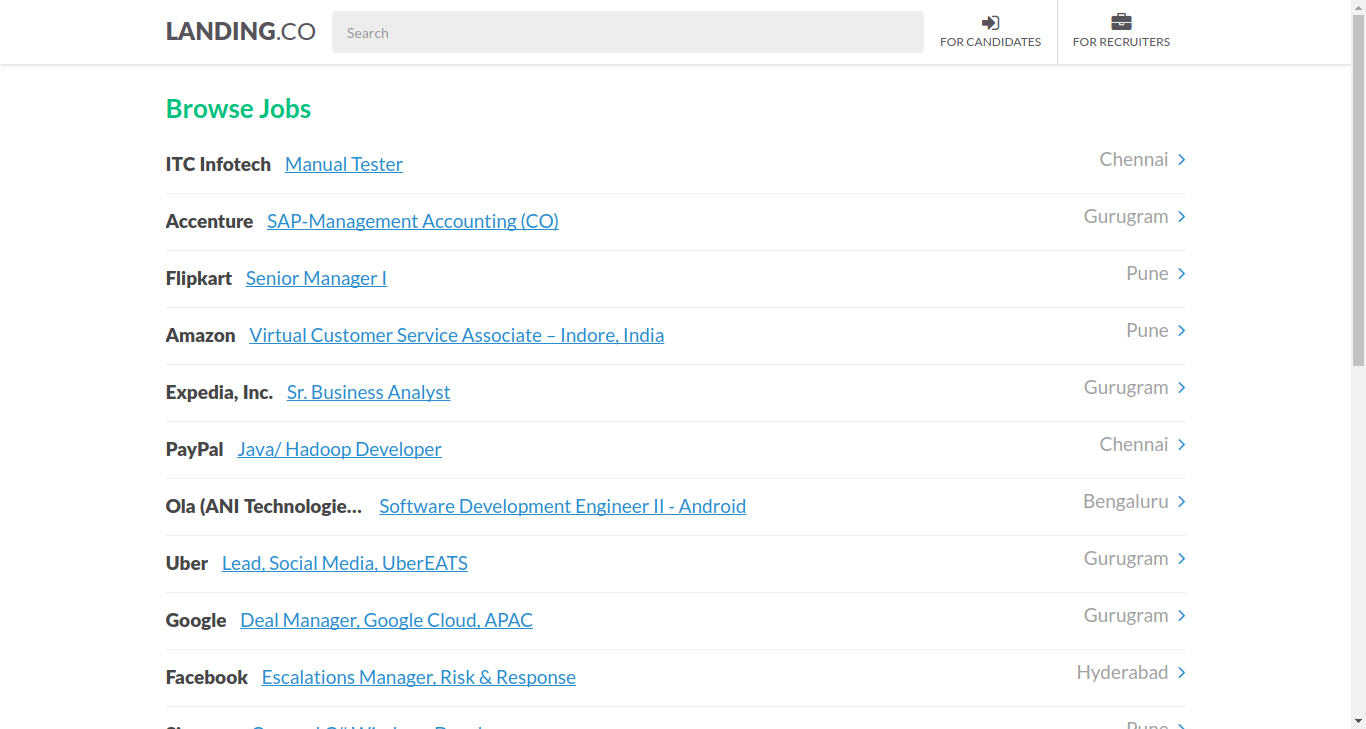 LANDING.CO
Search
FOR CANDIDATES
FOR RECRUITERS
Browse Jobs
ITC Infotech Manual Tester Chennai
Accenture SAP-Management Accounting (CO) Gurugram
Flipkart Senior Manager I Pune
Amazon Virtual Customer Service Associate – Indore, India Pune
Expedia, Inc. Sr. Business Analyst Gurugram
PayPal Java/ Hadoop Developer Chennai
Ola (ANI Technologie... Software Development Engineer II - Android Bengaluru
Uber Lead, Social Media, UberEATS Gurugram
Google Deal Manager, Google Cloud, APAC Gurugram
Facebook Escalations Manager, Risk & Response Hyderabad
Pune